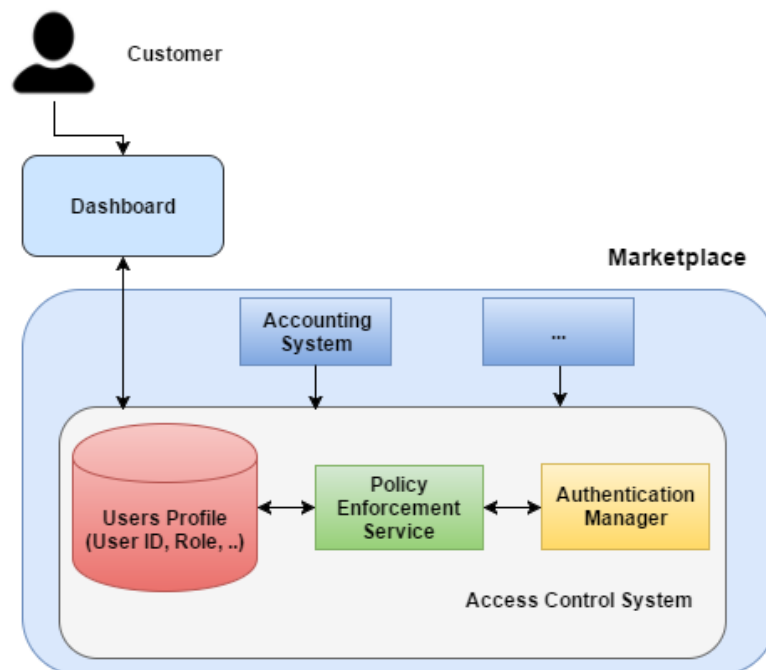 Customer
Dashboard
Marketplace
Accounting
System
...
Users Profile
(User ID, Role, ..)
Policy
Enforcement
Service
Authentication
Manager
Access Control System